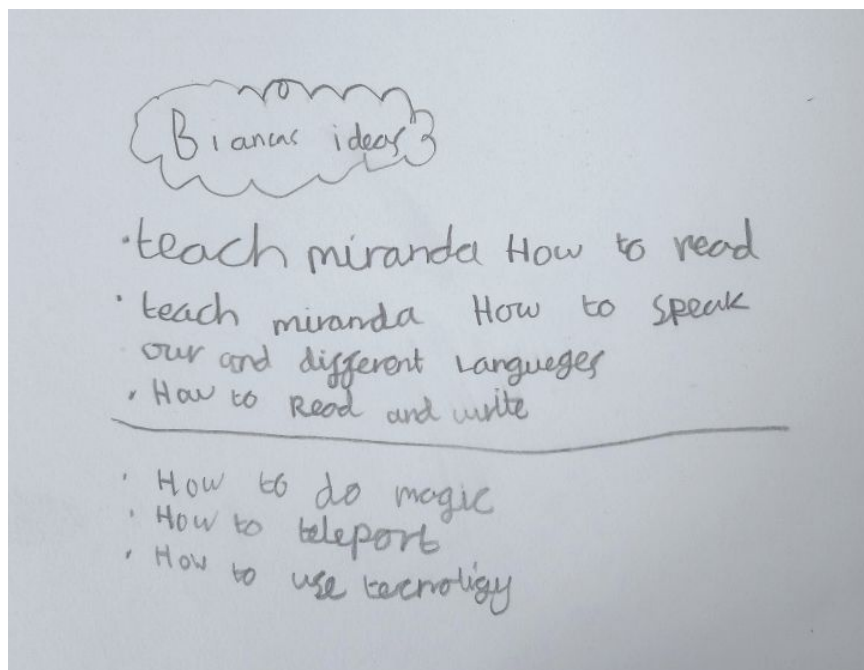 Biancas ideas
· teach miranda How to read
· teach miranda How to speak
our and different Langueges
· How to Read and write
· How to do magic
· How to teleport
· How to use tecnoligy